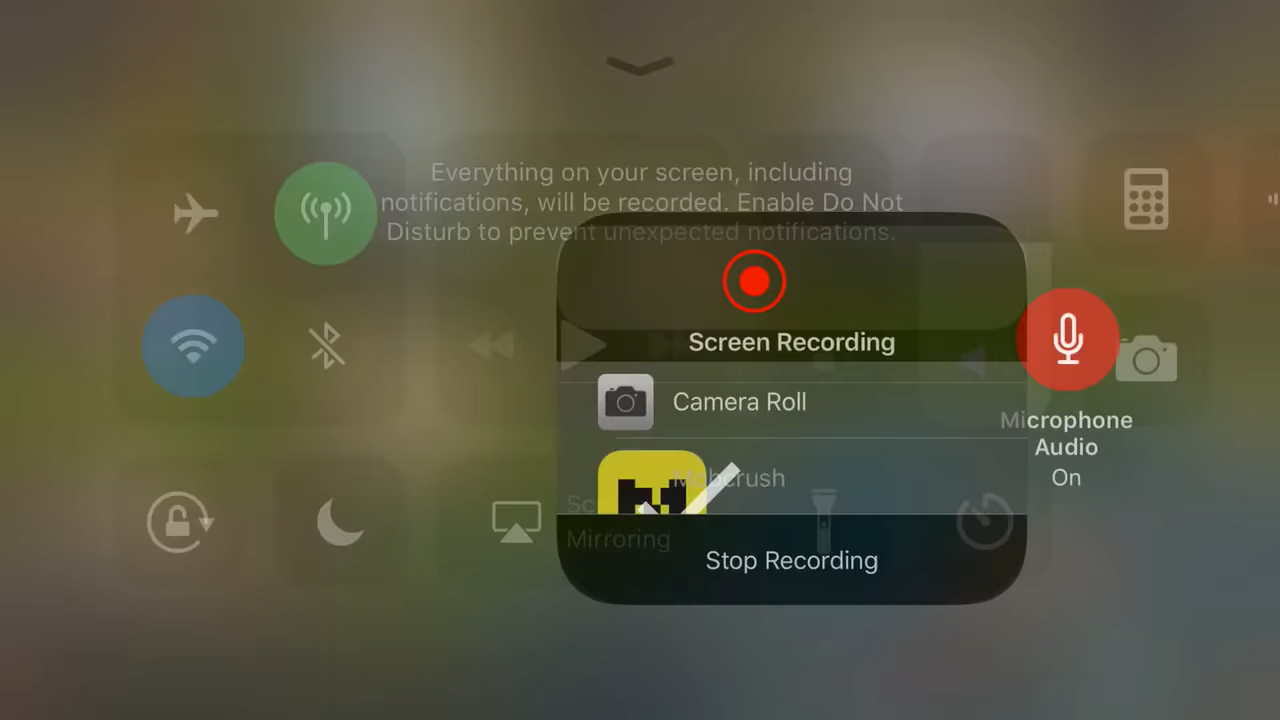 Everything on your screen, including
notifications, will be recorded. Enable Do Not
Disturb to prevent unexpected notifications.
Screen Recording
Camera Roll
Microphone
Audio
On
Mobcrush
Mirroring
Stop Recording